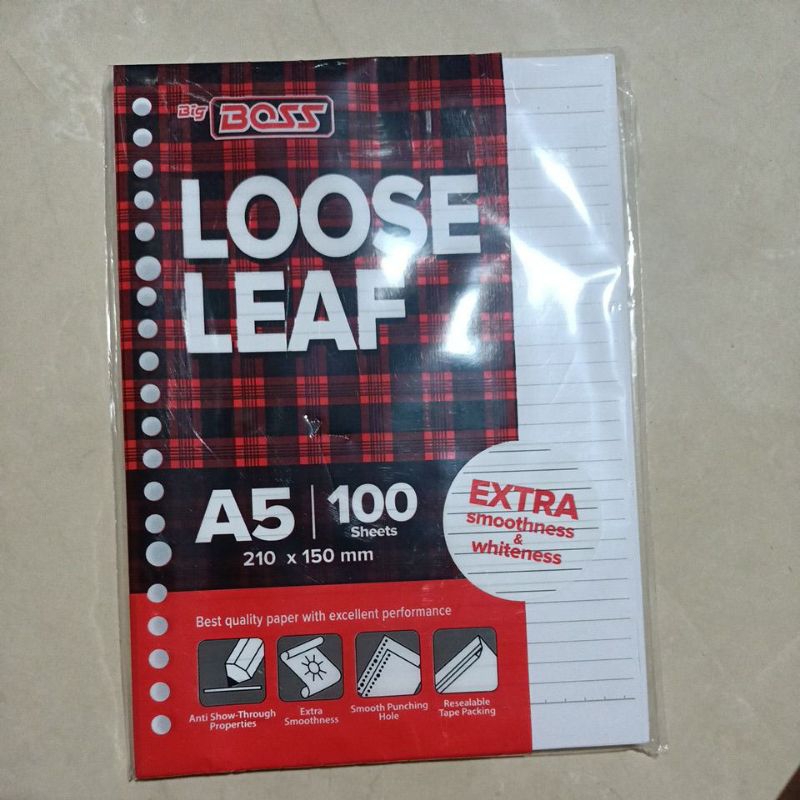 Big BOSS
LOOSE
LEAF
A5 | 100
Sheets
210 x 150 mm
EXTRA
smoothness
&
whiteness
Best quality paper with excellent performance
Anti Show-Through
Properties
Extra
Smoothness
Smooth Punching
Hole
Resealable
Tape Packing